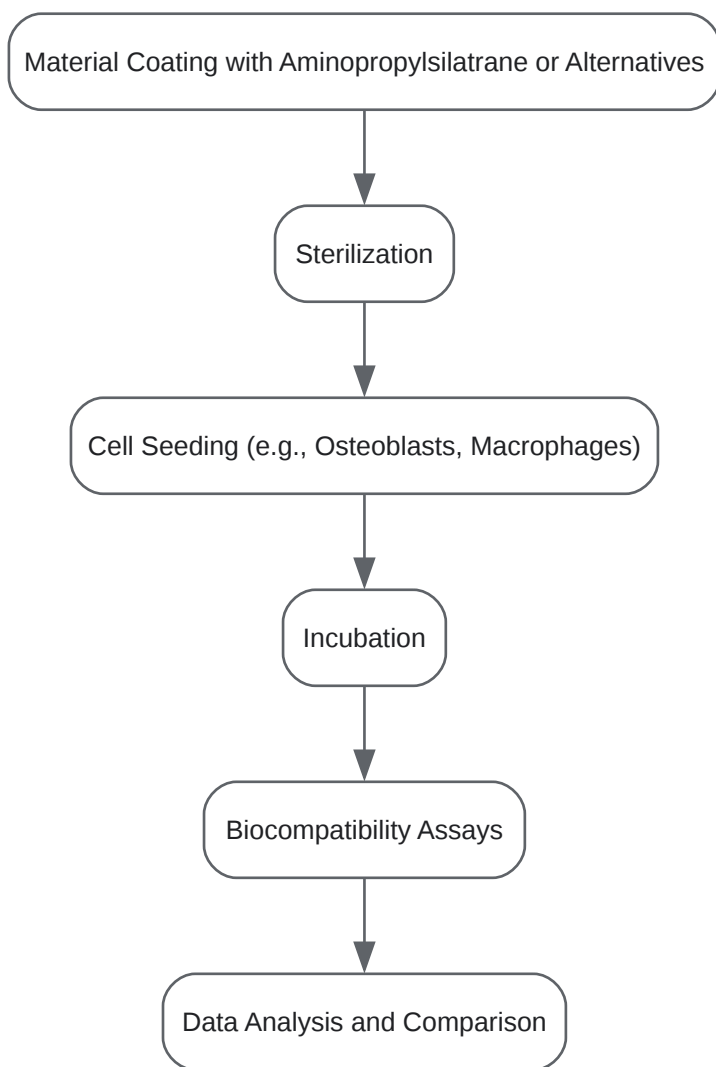 Material Coating with Aminopropylsilatrane or Alternatives
Sterilization
Cell Seeding (e.g., Osteoblasts, Macrophages)
Incubation
Biocompatibility Assays
Data Analysis and Comparison